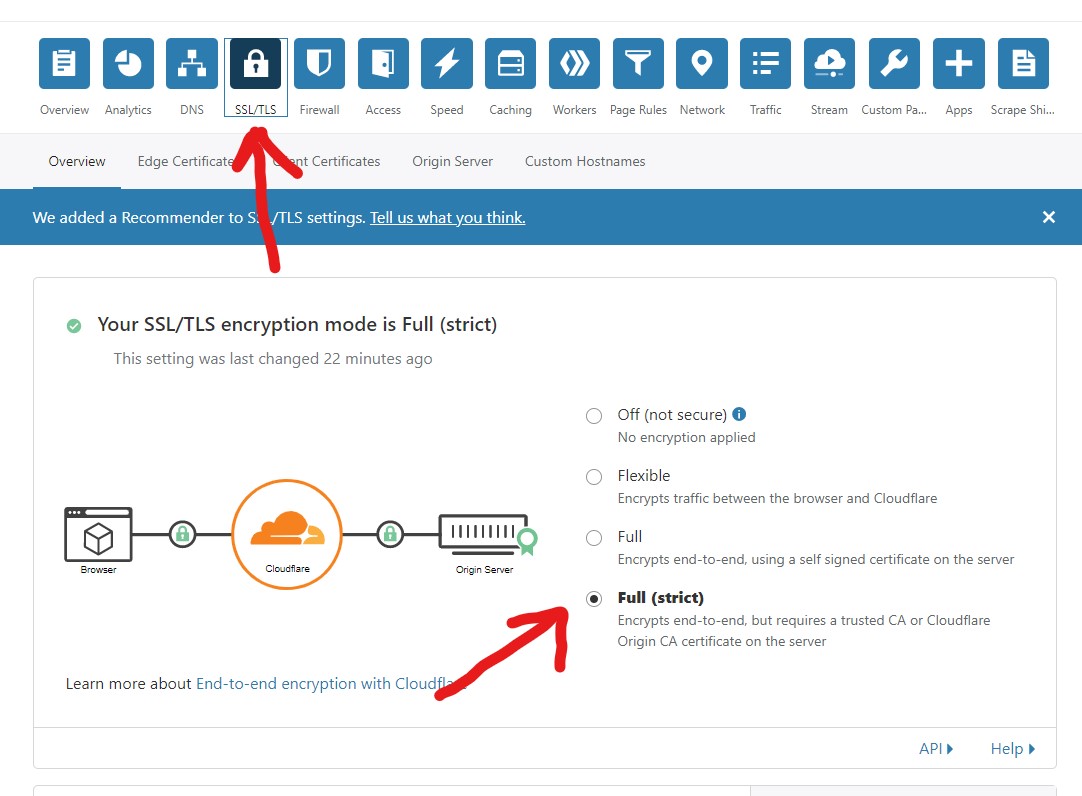 Overview Analytics DNS SSL/TLS Firewall Access Speed Caching Workers Page Rules Network Traffic Stream Custom Pa... Apps Scrape Shi...
Overview Edge Certificate Client Certificates Origin Server Custom Hostnames
We added a Recommender to SSL/TLS settings. Tell us what you think.
Your SSL/TLS encryption mode is Full (strict)
This setting was last changed 22 minutes ago
Off (not secure)
No encryption applied
Flexible
Encrypts traffic between the browser and Cloudflare
Full
Encrypts end-to-end, using a self signed certificate on the server
Full (strict)
Encrypts end-to-end, but requires a trusted CA or Cloudflare
Origin CA certificate on the server
Browser
Cloudflare
Origin Server
Learn more about End-to-end encryption with Cloudflare
API
Help